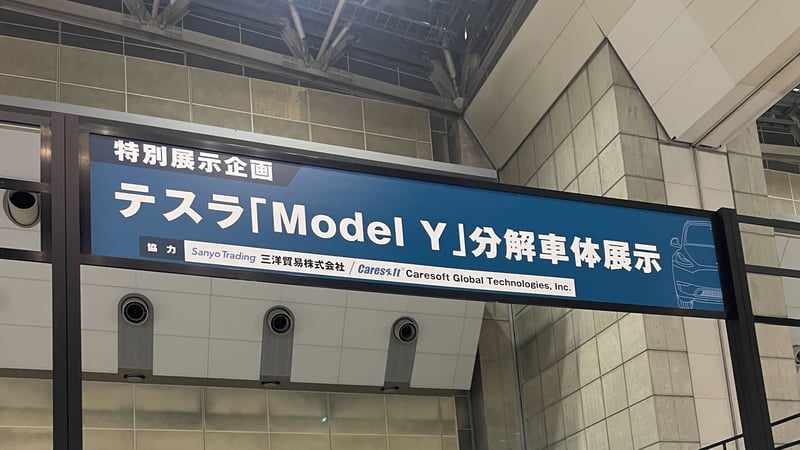 特別展示企画
テスラ「Model Y」分解車体展示
協力 Sanyo Trading 三洋貿易株式会社 / Caresoft Caresoft Global Technologies, Inc.